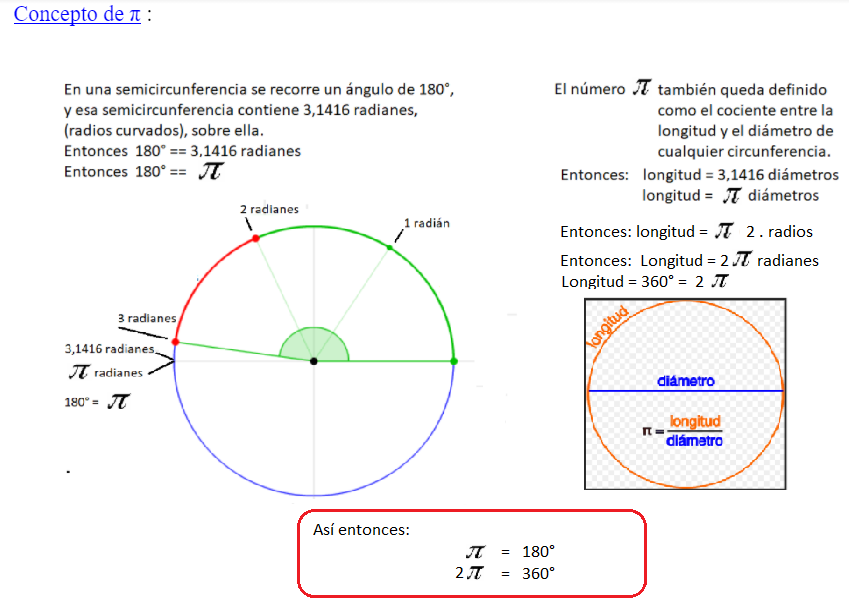 Concepto de π :
En una semicircunferencia se recorre un ángulo de 180°,
y esa semicircunferencia contiene 3,1416 radianes,
(radios curvados), sobre ella.
Entonces 180° == 3,1416 radianes
Entonces 180° == π
2 radianes
1 radián
3 radianes
3,1416 radianes
π radianes
180° = π
El número π también queda definido
como el cociente entre la
longitud y el diámetro de
cualquier circunferencia.
Entonces: longitud = 3,1416 diámetros
longitud = π diámetros
Entonces: longitud = π 2 . radios
Entonces: Longitud = 2 π radianes
Longitud = 360° = 2 π
longitud
diámetro
π = longitud
diámetro
Así entonces:
π = 180°
2 π = 360°